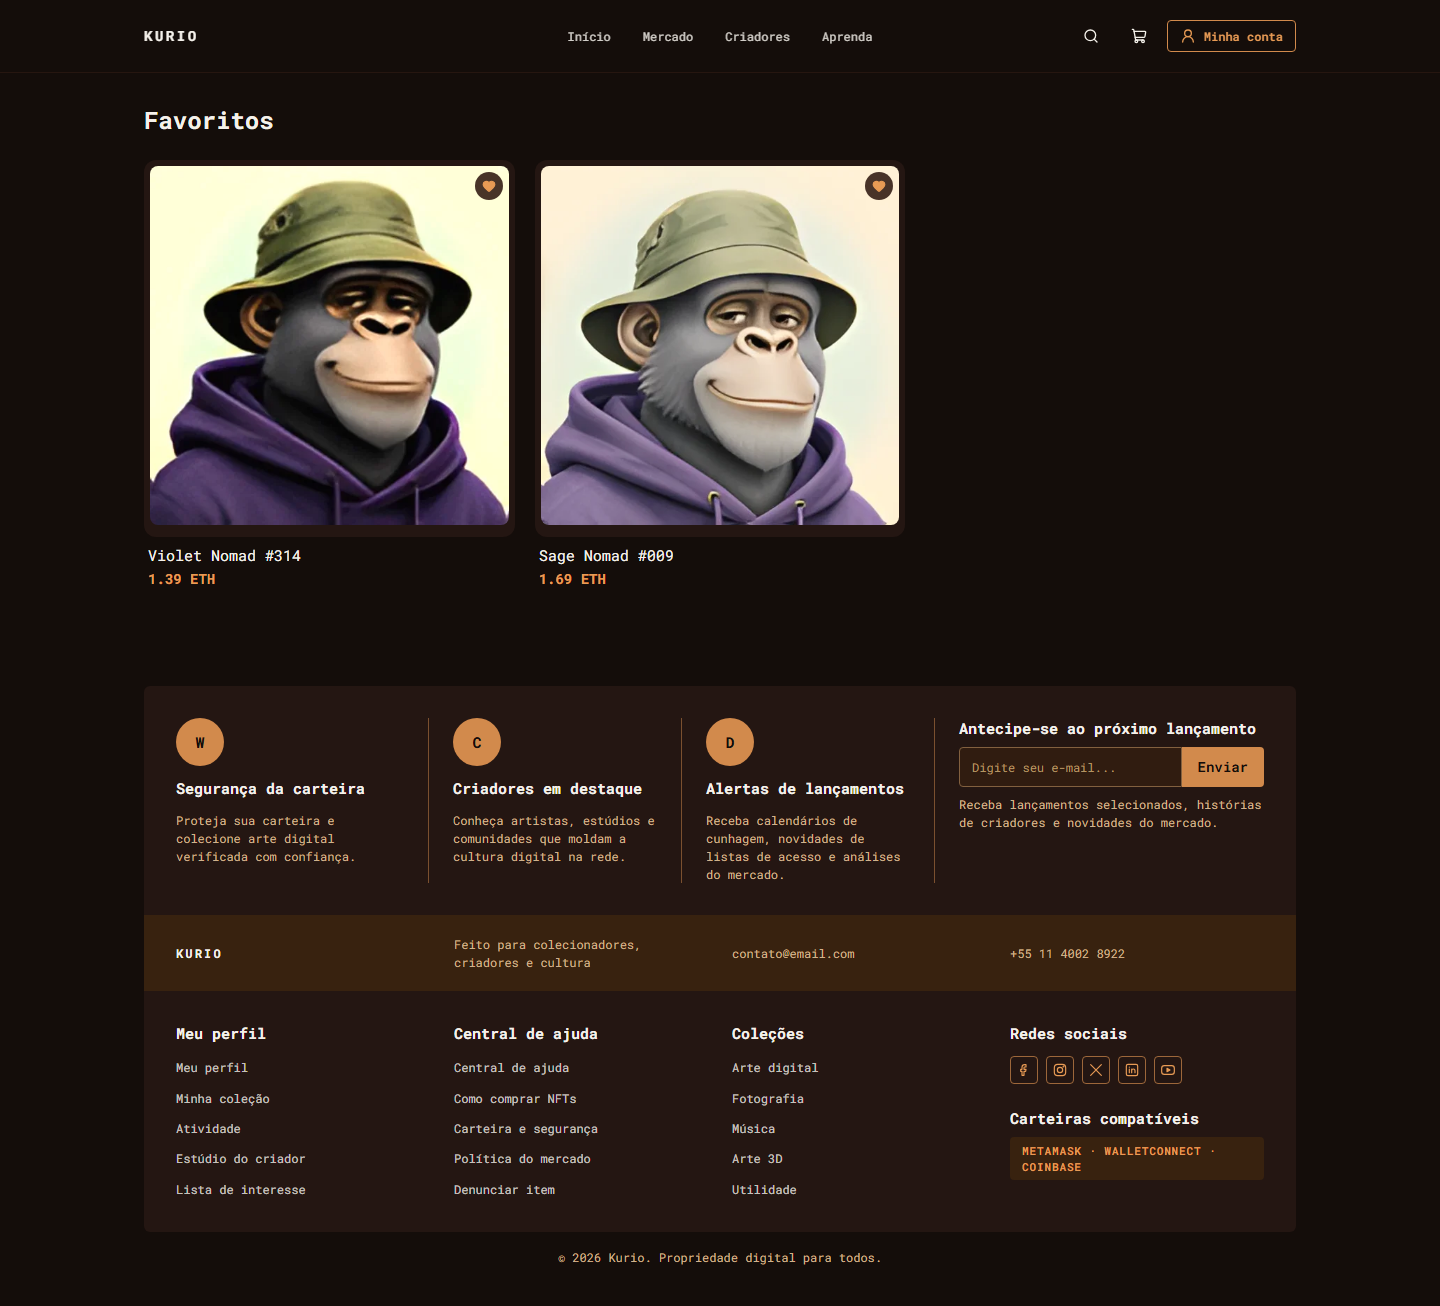 KURIO
Início
Mercado
Criadores
Aprenda
Minha conta
Favoritos
Violet Nomad #314
1.39 ETH
Sage Nomad #009
1.69 ETH
W
Segurança da carteira
Proteja sua carteira e
colecione arte digital
verificada com confiança.
C
Criadores em destaque
Conheça artistas, estúdios e
comunidades que moldam a
cultura digital na rede.
D
Alertas de lançamentos
Receba calendários de
cunhagem, novidades de
listas de acesso e análises
do mercado.
Antecipe-se ao próximo lançamento
Digite seu e-mail...
Enviar
Receba lançamentos selecionados, histórias
de criadores e novidades do mercado.
KURIO
Feito para colecionadores,
criadores e cultura
contato@email.com
+55 11 4002 8922
Meu perfil
Meu perfil
Minha coleção
Atividade
Estúdio do criador
Lista de interesse
Central de ajuda
Central de ajuda
Como comprar NFTs
Carteira e segurança
Política do mercado
Denunciar item
Coleções
Arte digital
Fotografia
Música
Arte 3D
Utilidade
Redes sociais
Carteiras compatíveis
METAMASK · WALLETCONNECT ·
COINBASE
© 2026 Kurio. Propriedade digital para todos.